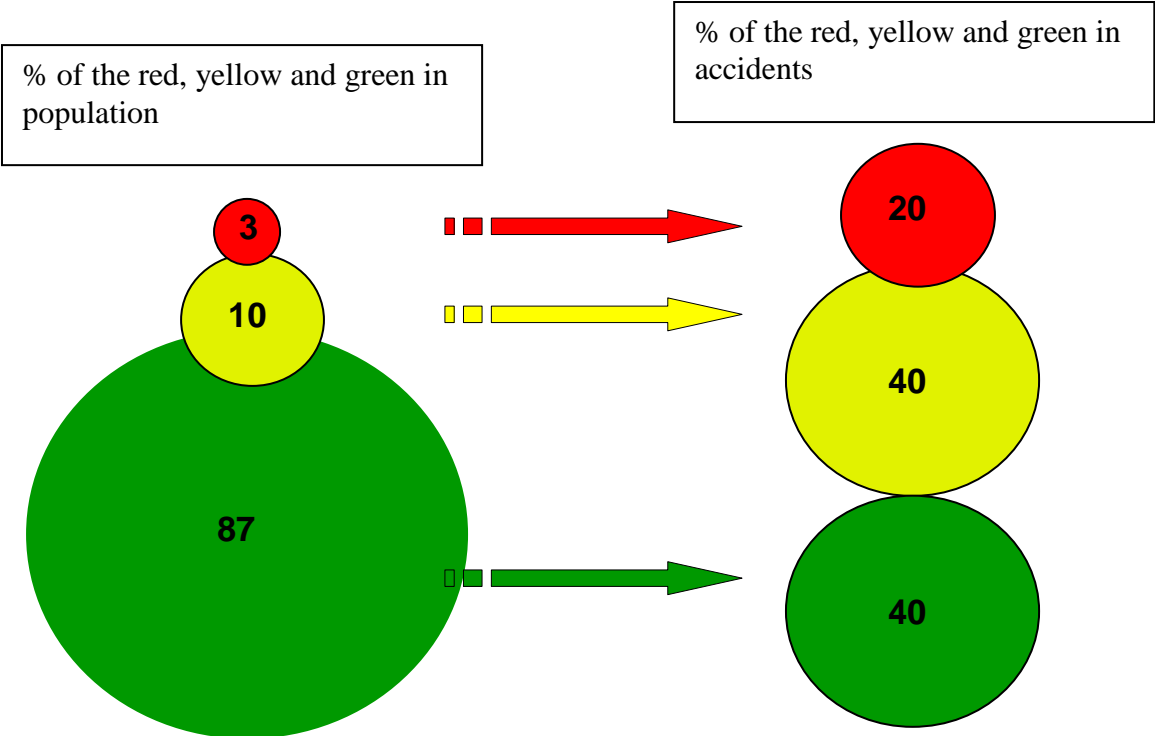 % of the red, yellow and green in
population
% of the red, yellow and green in
accidents
3
10
87
20
40
40